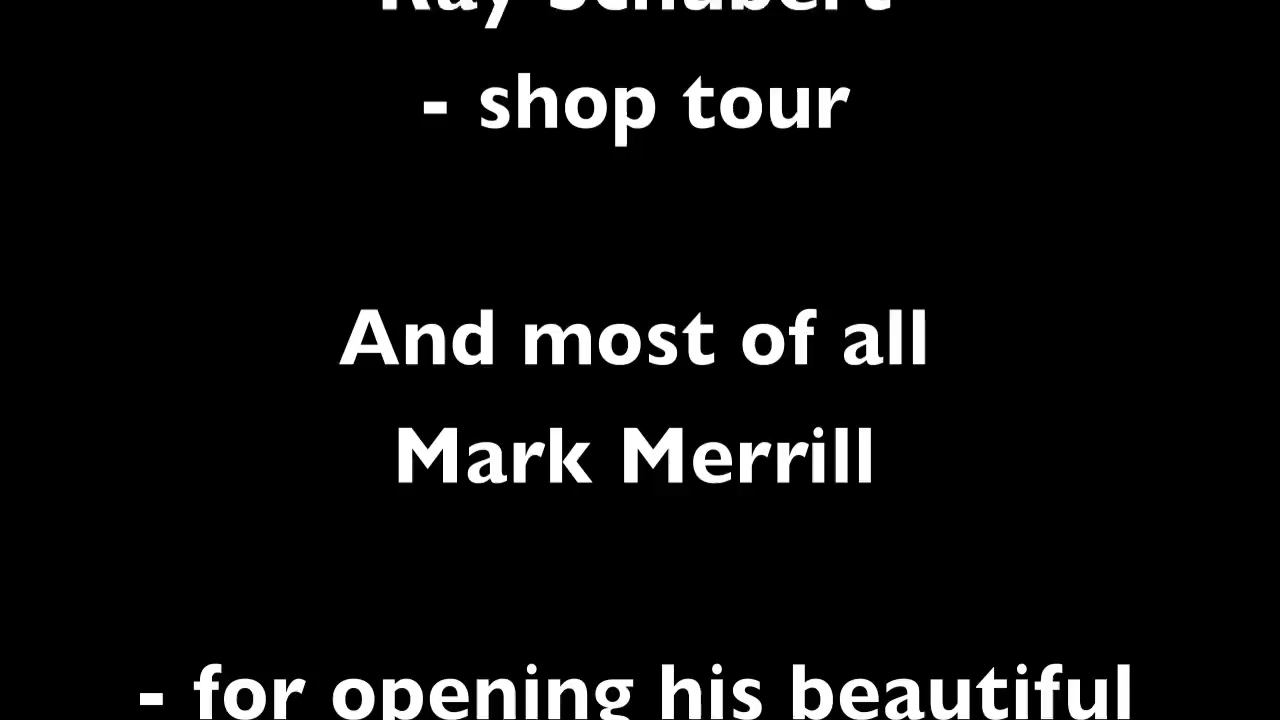 Ray Schubert
- shop tour
And most of all
Mark Merrill
- for opening his beautiful